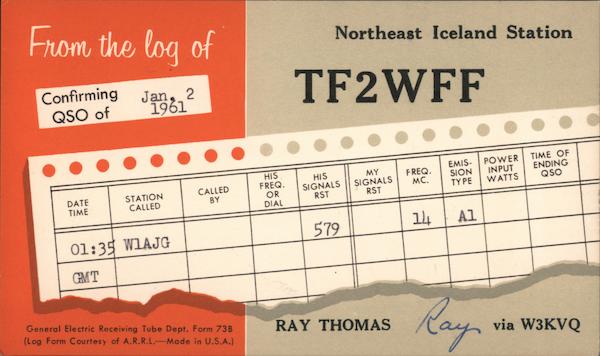 From the log of
Northeast Iceland Station
TF2WFF
Confirming QSO of
Jan. 2 1961
DATE TIME
STATION CALLED
CALLED BY
HIS FREQ. OR DIAL
HIS SIGNALS RST
MY SIGNALS RST
FREQ. MC.
EMIS- SION TYPE
POWER INPUT WATTS
TIME OF ENDING QSO
01:35 W1AJG 579 14 A1
GMT
General Electric Receiving Tube Dept. Form 73B
(Log Form Courtesy of A.R.R.L.—Made in U.S.A.)
RAY THOMAS Ray via W3KVQ